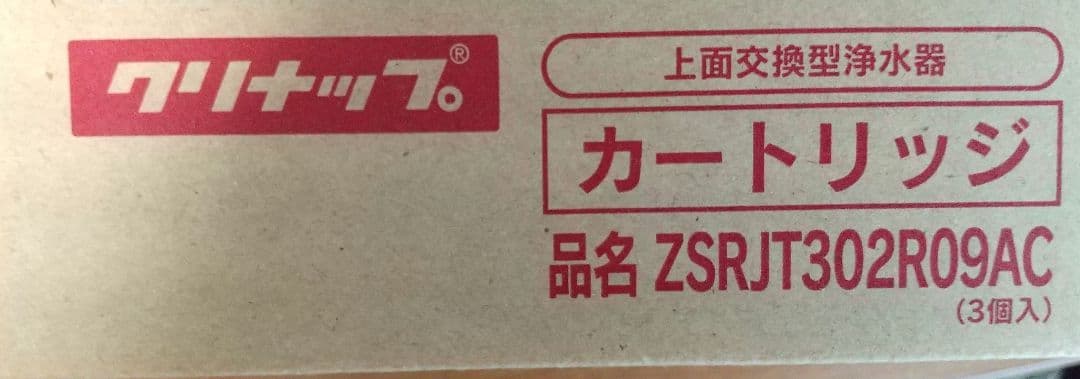 クリナップ®
上面交換型浄水器
カートリッジ
品名 ZSRJT302R09AC
(3個入)